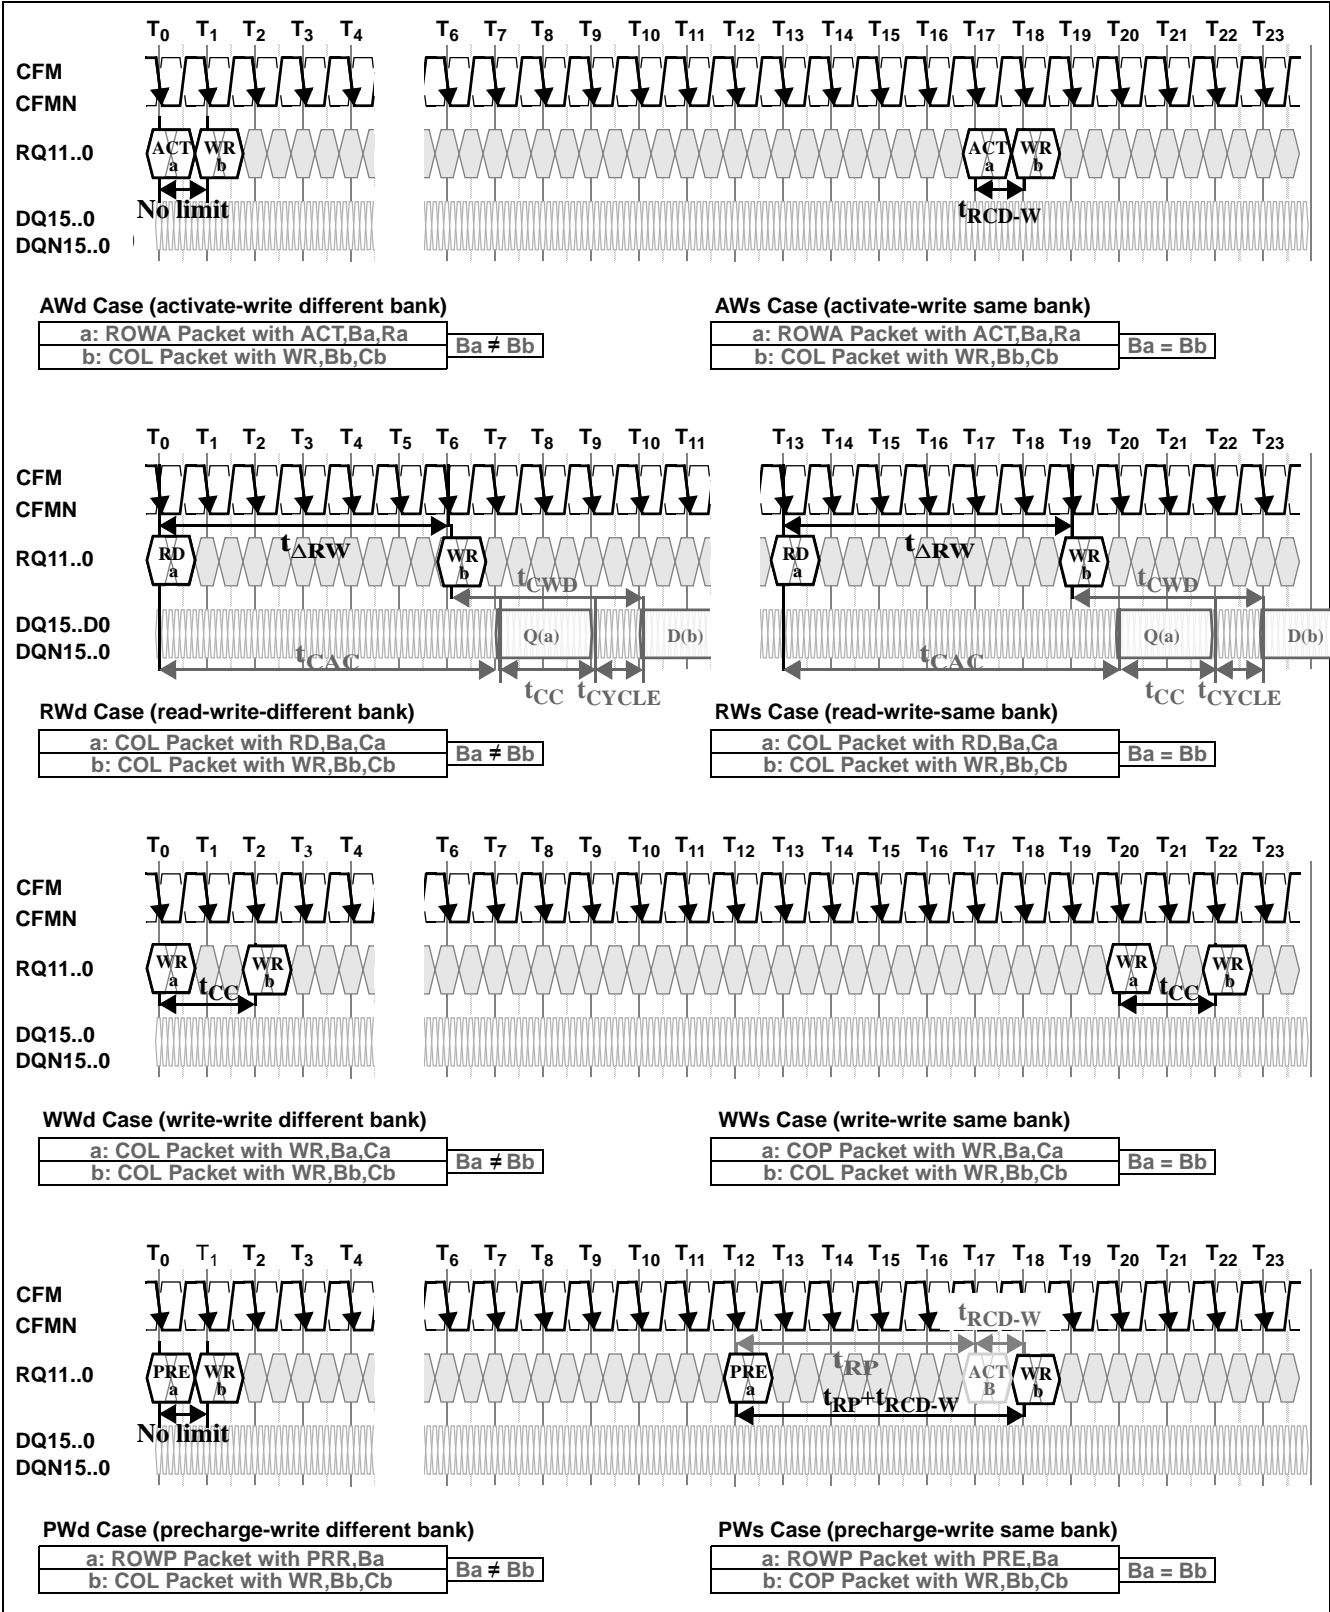 T0 T1 T2 T3 T4 T6 T7 T8 T9 T10 T11 T12 T13 T14 T15 T16 T17 T18 T19 T20 T21 T22 T23
CFM
CFMN
RQ11..0
ACT a
WR b
ACT a
WR b
No limit
tRCD-W
DQ15..0
DQN15..0
AWd Case (activate-write different bank)
a: ROWA Packet with ACT,Ba,Ra
b: COL Packet with WR,Bb,Cb
Ba ≠ Bb
AWs Case (activate-write same bank)
a: ROWA Packet with ACT,Ba,Ra
b: COL Packet with WR,Bb,Cb
Ba = Bb
T0 T1 T2 T3 T4 T5 T6 T7 T8 T9 T10 T11 T13 T14 T15 T16 T17 T18 T19 T20 T21 T22 T23
CFM
CFMN
tΔRW
tΔRW
RQ11..0
RD a
WR b
RD a
WR b
tCWD
tCWD
DQ15..D0
DQN15..0
Q(a)
D(b)
Q(a)
D(b)
tCAC
tCAC
tCC
tCYCLE
tCC
tCYCLE
RWd Case (read-write-different bank)
a: COL Packet with RD,Ba,Ca
b: COL Packet with WR,Bb,Cb
Ba ≠ Bb
RWs Case (read-write-same bank)
a: COL Packet with RD,Ba,Ca
b: COL Packet with WR,Bb,Cb
Ba = Bb
T0 T1 T2 T3 T4 T6 T7 T8 T9 T10 T11 T12 T13 T14 T15 T16 T17 T18 T19 T20 T21 T22 T23
CFM
CFMN
RQ11..0
WR a
WR b
WR a
WR b
tCC
tCC
DQ15..0
DQN15..0
WWd Case (write-write different bank)
a: COL Packet with WR,Ba,Ca
b: COL Packet with WR,Bb,Cb
Ba ≠ Bb
WWs Case (write-write same bank)
a: COP Packet with WR,Ba,Ca
b: COL Packet with WR,Bb,Cb
Ba = Bb
T0 T1 T2 T3 T4 T6 T7 T8 T9 T10 T11 T12 T13 T14 T15 T16 T17 T18 T19 T20 T21 T22 T23
CFM
CFMN
tRCD-W
RQ11..0
PRE a
WR b
PRE a
tRP
ACT B
WR b
tRP+tRCD-W
No limit
DQ15..0
DQN15..0
PWd Case (precharge-write different bank)
a: ROWP Packet with PRR,Ba
b: COL Packet with WR,Bb,Cb
Ba ≠ Bb
PWs Case (precharge-write same bank)
a: ROWP Packet with PRE,Ba
b: COP Packet with WR,Bb,Cb
Ba = Bb